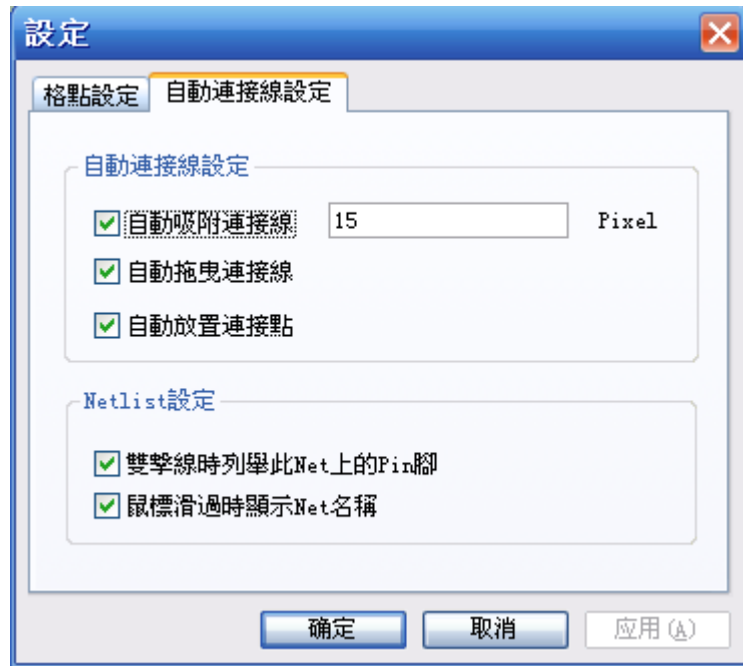 設定
格點設定 自動連接線設定
自動連接線設定
自動吸附連接線 15 Pixel
自動拖曳連接線
自動放置連接點
Netlist設定
雙擊線時列舉此Net上的Pin腳
鼠標滑過時顯示Net名稱
确定 取消 应用(A)